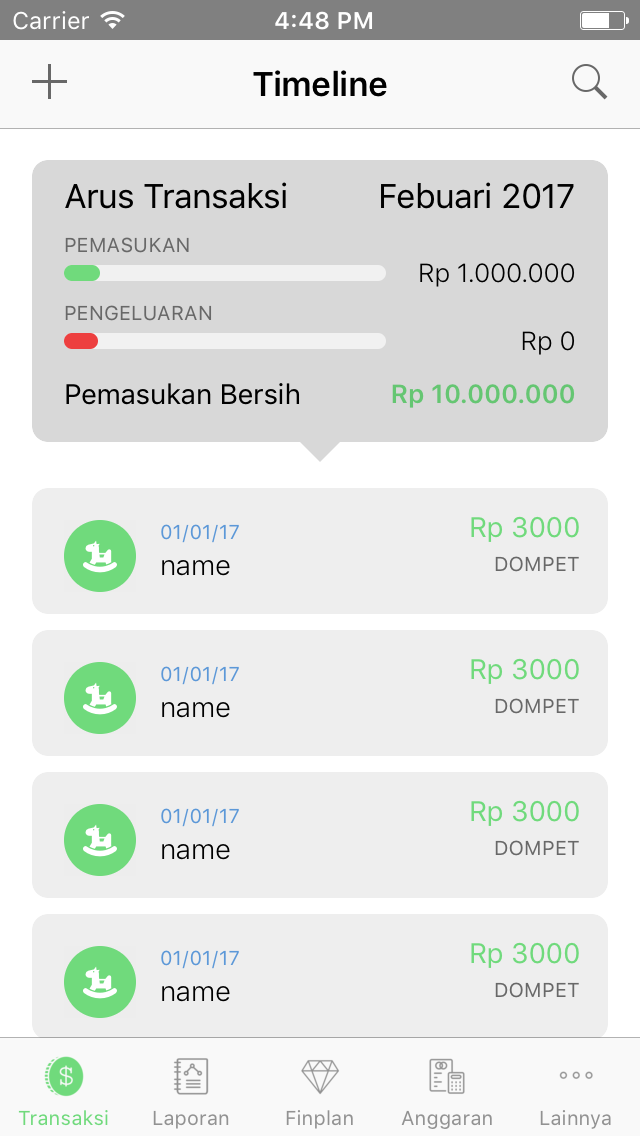 Carrier 4:48 PM
Timeline
Arus Transaksi Febuari 2017
PEMASUKAN
Rp 1.000.000
PENGELUARAN
Rp 0
Pemasukan Bersih Rp 10.000.000
01/01/17 Rp 3000
name DOMPET
01/01/17 Rp 3000
name DOMPET
01/01/17 Rp 3000
name DOMPET
01/01/17 Rp 3000
name DOMPET
$
Transaksi Laporan Finplan Anggaran Lainnya